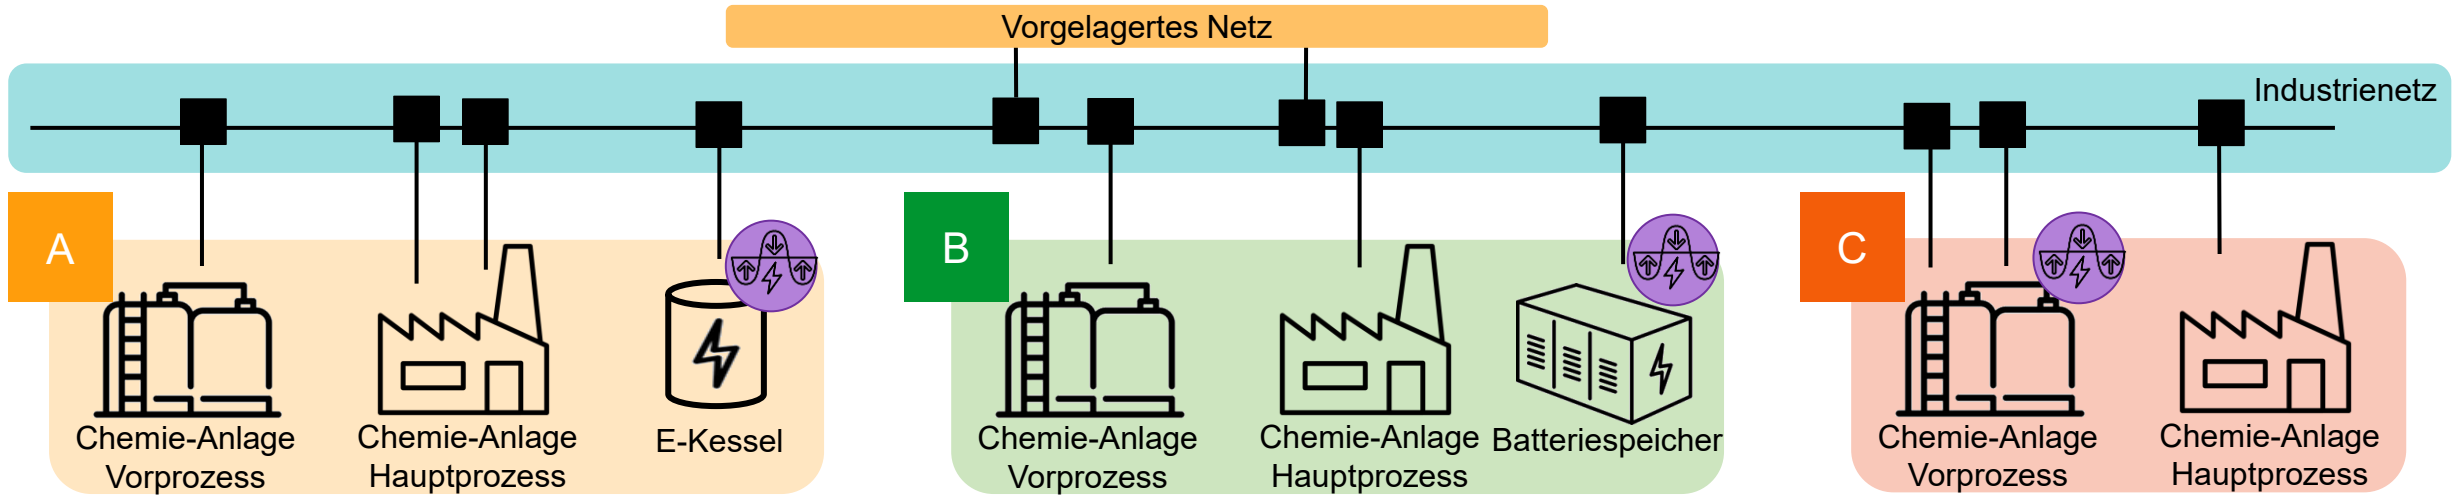 Vorgelagertes Netz
Industrienetz
A
Chemie-Anlage
Vorprozess
Chemie-Anlage
Hauptprozess
E-Kessel
B
Chemie-Anlage
Vorprozess
Chemie-Anlage
Hauptprozess
Batteriespeicher
C
Chemie-Anlage
Vorprozess
Chemie-Anlage
Hauptprozess